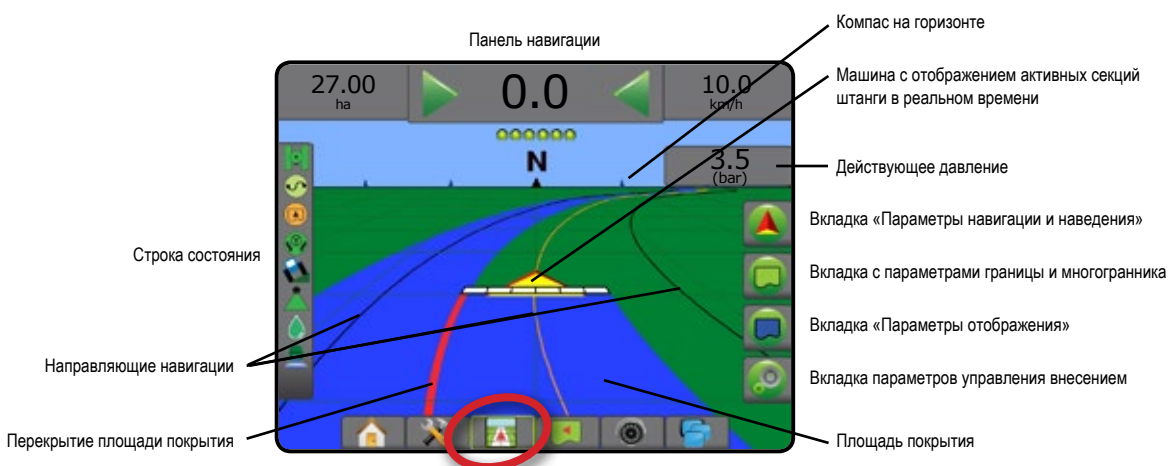 Компас на горизонте
Панель навигации
Машина с отображением активных секций
штанги в реальном времени
27.00
ha
0.0
10.0
km/h
N
3.5
(bar)
Действующее давление
Вкладка «Параметры навигации и наведения»
Строка состояния
Вкладка с параметрами границы и многогранника
Вкладка «Параметры отображения»
Направляющие навигации
Вкладка параметров управления внесением
Перекрытие площади покрытия
Площадь покрытия